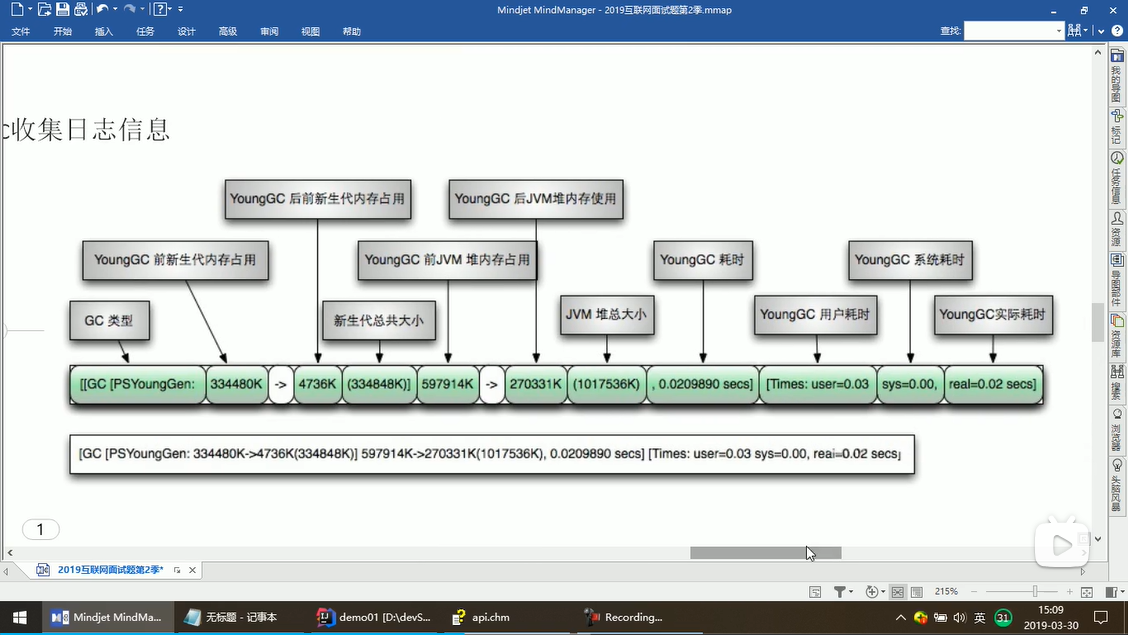 Mindjet MindManager - 2019互联网面试题第2季.mmap
文件 开始 插入 任务 设计 高级 审阅 视图 帮助 查找:
c收集日志信息
YoungGC 后前新生代内存占用
YoungGC 后JVM堆内存使用
YoungGC 前新生代内存占用
YoungGC 前JVM 堆内存占用
YoungGC 耗时
YoungGC 系统耗时
GC 类型
新生代总共大小
JVM 堆总大小
YoungGC 用户耗时
YoungGC实际耗时
[[GC [PSYoungGen: 334480K -> 4736K (334848K)] 597914K -> 270331K (1017536K) , 0.0209890 secs] [Times: user=0.03 sys=0.00, real=0.02 secs]
[GC [PSYoungGen: 334480K->4736K(334848K)] 597914K->270331K(1017536K), 0.0209890 secs] [Times: user=0.03 sys=0.00, real=0.02 secs]
1
我的导图
标记
任务信息
资源
导图部件
资源库
搜索
浏览器
头脑风暴
2019互联网面试题第2季*
215%
Mindjet MindMa...
无标题 - 记事本
demo01 [D:\devS...
api.chm
Recording...
英
31
15:09
2019-03-30